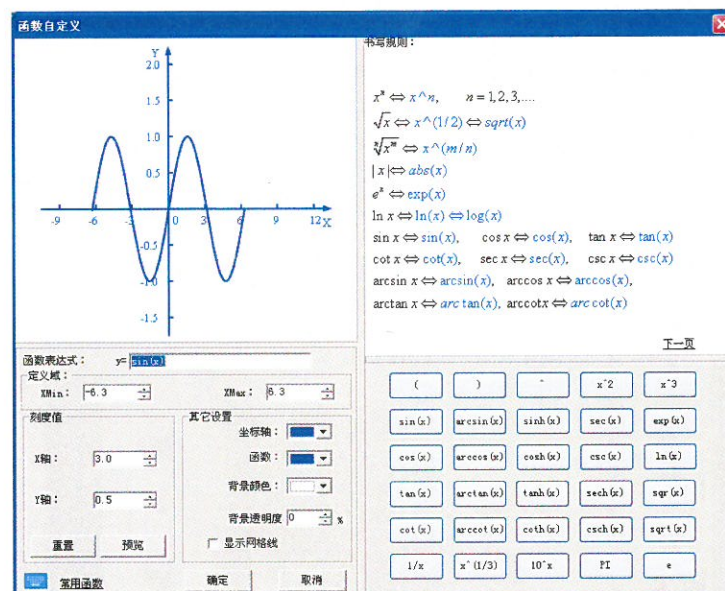 函数自定义
Y
2.0
1.5
1.0
0.5
-9 -6 -3 0 3 6 9 12 X
-0.5
-1.0
-1.5
书写规则：
xⁿ ⇔ x^n, n = 1,2,3,....
√x ⇔ x^(1/2) ⇔ sqrt(x)
ⁿ√xᵐ ⇔ x^(m/n)
|x| ⇔ abs(x)
eˣ ⇔ exp(x)
ln x ⇔ ln(x) ⇔ log(x)
sin x ⇔ sin(x), cos x ⇔ cos(x), tan x ⇔ tan(x)
cot x ⇔ cot(x), sec x ⇔ sec(x), csc x ⇔ csc(x)
arcsin x ⇔ arcsin(x), arccos x ⇔ arccos(x),
arctan x ⇔ arc tan(x), arccotx ⇔ arc cot(x)
下一页
函数表达式： y= sin(x)
定义域：
XMin： -6.3 XMax： 6.3
刻度值
X轴： 3.0
Y轴： 0.5
重置 预览
其它设置
坐标轴：
函数：
背景颜色：
背景透明度 0 %
显示网格线
常用函数 确定 取消
( ) ^ x^2 x^3
sin(x) arcsin(x) sinh(x) sec(x) exp(x)
cos(x) arccos(x) cosh(x) csc(x) ln(x)
tan(x) arctan(x) tanh(x) sech(x) sqr(x)
cot(x) arccot(x) coth(x) csch(x) sqrt(x)
1/x x^(1/3) 10^x PI e